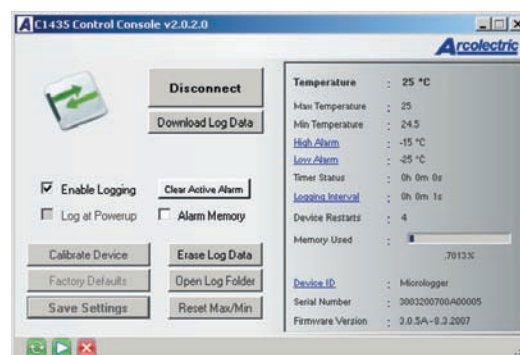 C1435 Control Console v2.0.2.0
Arcolectric
Disconnect
Download Log Data
Enable Logging
Clear Active Alarm
Log at Powerup
Alarm Memory
Calibrate Device
Erase Log Data
Factory Defaults
Open Log Folder
Save Settings
Reset Max/Min
Temperature : 25 °C
Max Temperature : 25
Min Temperature : 24.5
High Alarm : -15 °C
Low Alarm : -25 °C
Timer Status : 0h 0m 0s
Logging Interval : 0h 0m 1s
Device Restarts : 4
Memory Used :
.7013%
Device ID : Micrologger
Serial Number : 3003200700A00005
Firmware Version : 3.0.5A-8.3.2007